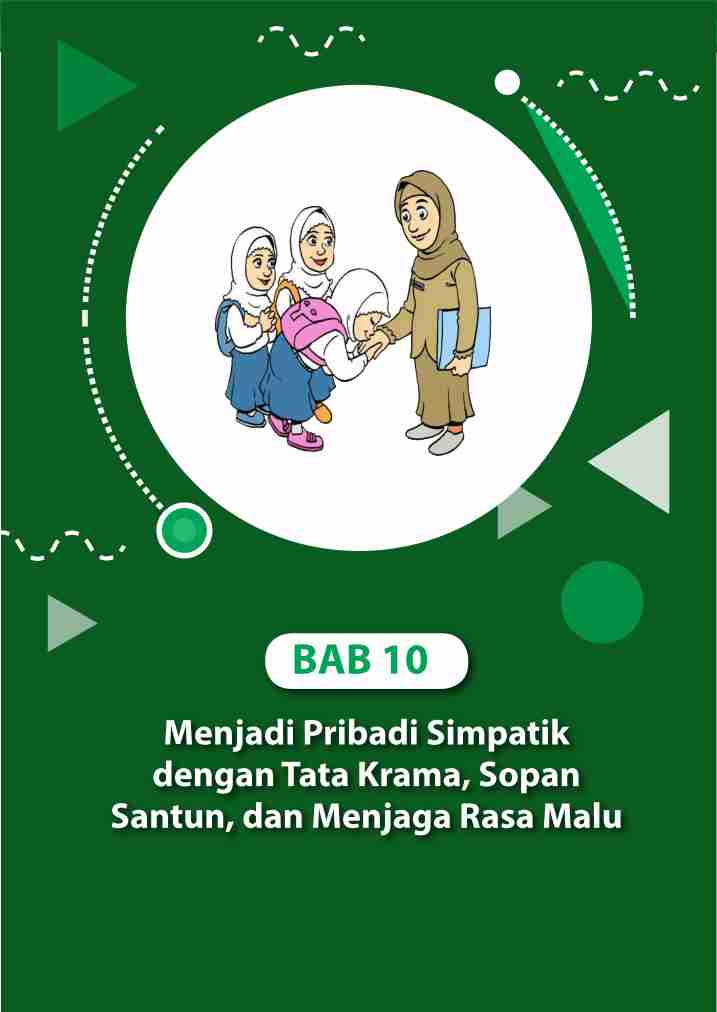 BAB 10
Menjadi Pribadi Simpatik
dengan Tata Krama, Sopan
Santun, dan Menjaga Rasa Malu